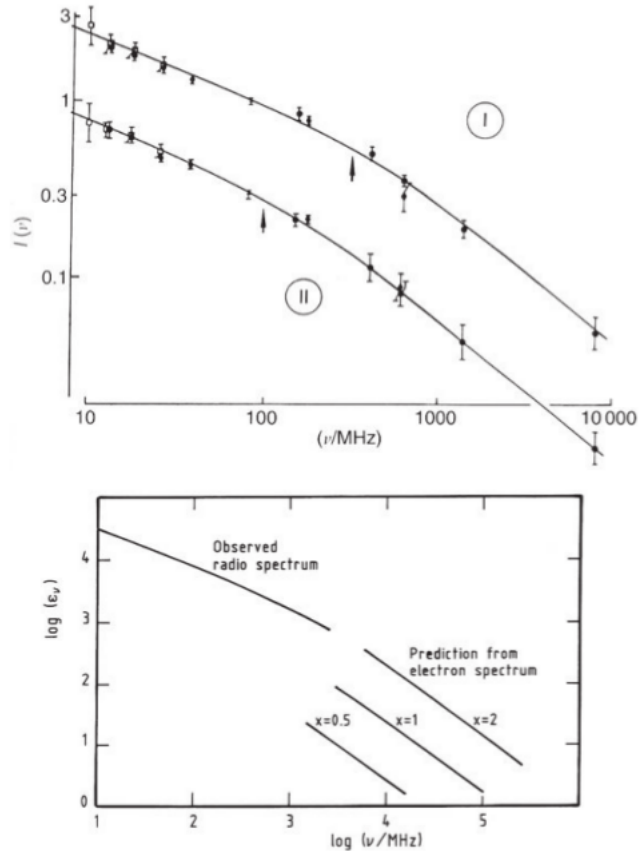 3
1
0.3
0.1
I (ν)
I
II
10
100
1000
10 000
(ν/MHz)
4
3
2
1
0
log (εν)
Observed
radio spectrum
Prediction from
electron spectrum
x=0.5
x=1
x=2
1
2
3
4
5
log (ν/MHz)